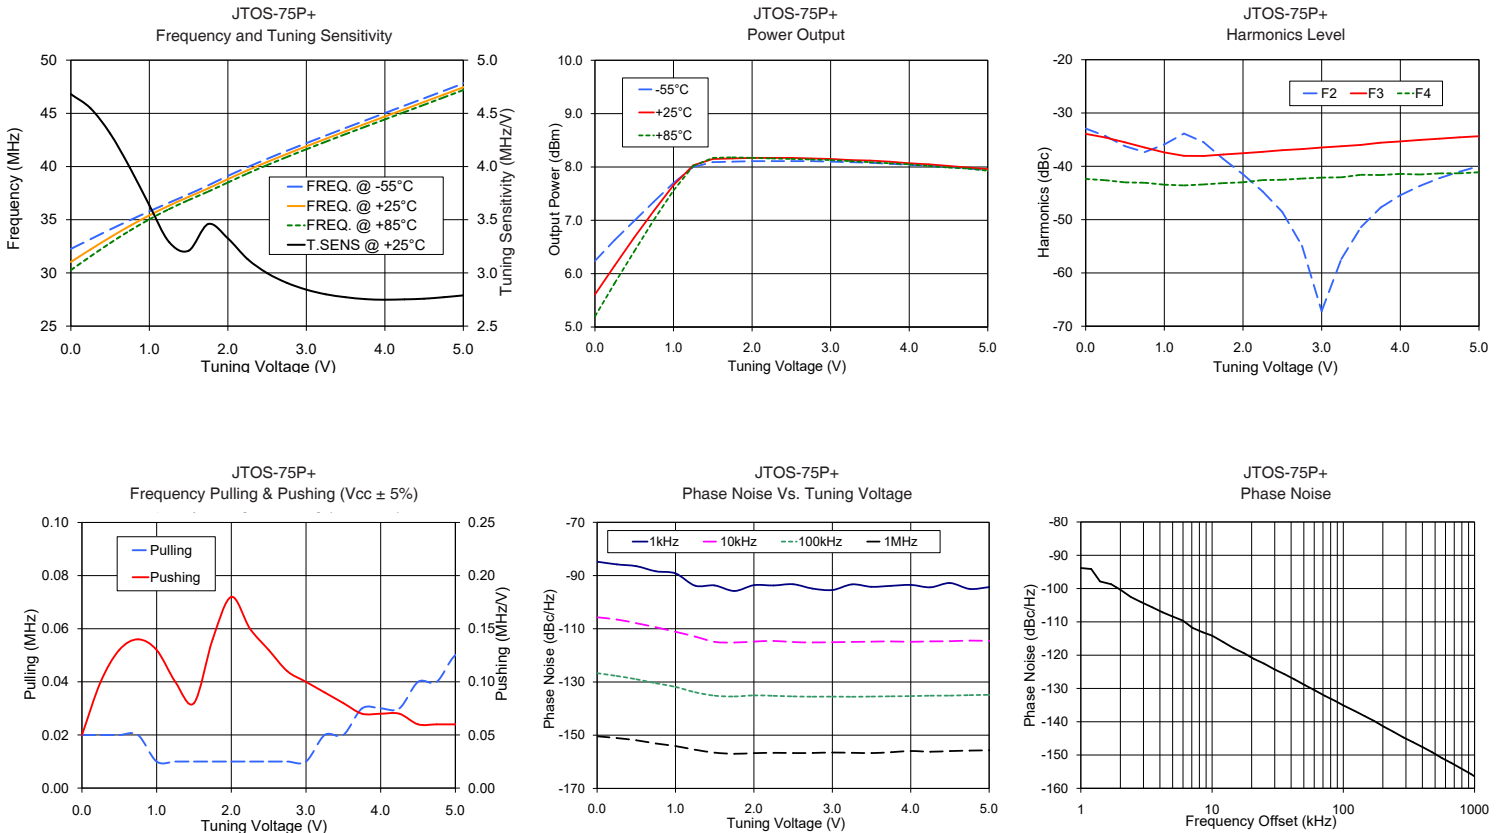 JTOS-75P+
Frequency and Tuning Sensitivity
50
45
40
35
30
25
5.0
4.5
4.0
3.5
3.0
2.5
Frequency (MHz)
Tuning Sensitivity (MHz/V)
FREQ. @ -55°C
FREQ. @ +25°C
FREQ. @ +85°C
T.SENS @ +25°C
0.0 1.0 2.0 3.0 4.0 5.0
Tuning Voltage (V)
JTOS-75P+
Power Output
10.0
9.0
8.0
7.0
6.0
5.0
Output Power (dBm)
-55°C
+25°C
+85°C
0.0 1.0 2.0 3.0 4.0 5.0
Tuning Voltage (V)
JTOS-75P+
Harmonics Level
-20
-30
-40
-50
-60
-70
Harmonics (dBc)
F2 F3 F4
0.0 1.0 2.0 3.0 4.0 5.0
Tuning Voltage (V)
JTOS-75P+
Frequency Pulling & Pushing (Vcc ± 5%)
0.10
0.08
0.06
0.04
0.02
0.00
0.25
0.20
0.15
0.10
0.05
0.00
Pulling (MHz)
Pushing (MHz/V)
Pulling
Pushing
0.0 1.0 2.0 3.0 4.0 5.0
Tuning Voltage (V)
JTOS-75P+
Phase Noise Vs. Tuning Voltage
-70
-90
-110
-130
-150
-170
Phase Noise (dBc/Hz)
1kHz 10kHz 100kHz 1MHz
0.0 1.0 2.0 3.0 4.0 5.0
Tuning Voltage (V)
JTOS-75P+
Phase Noise
-80
-90
-100
-110
-120
-130
-140
-150
-160
Phase Noise (dBc/Hz)
1 10 100 1000
Frequency Offset (kHz)